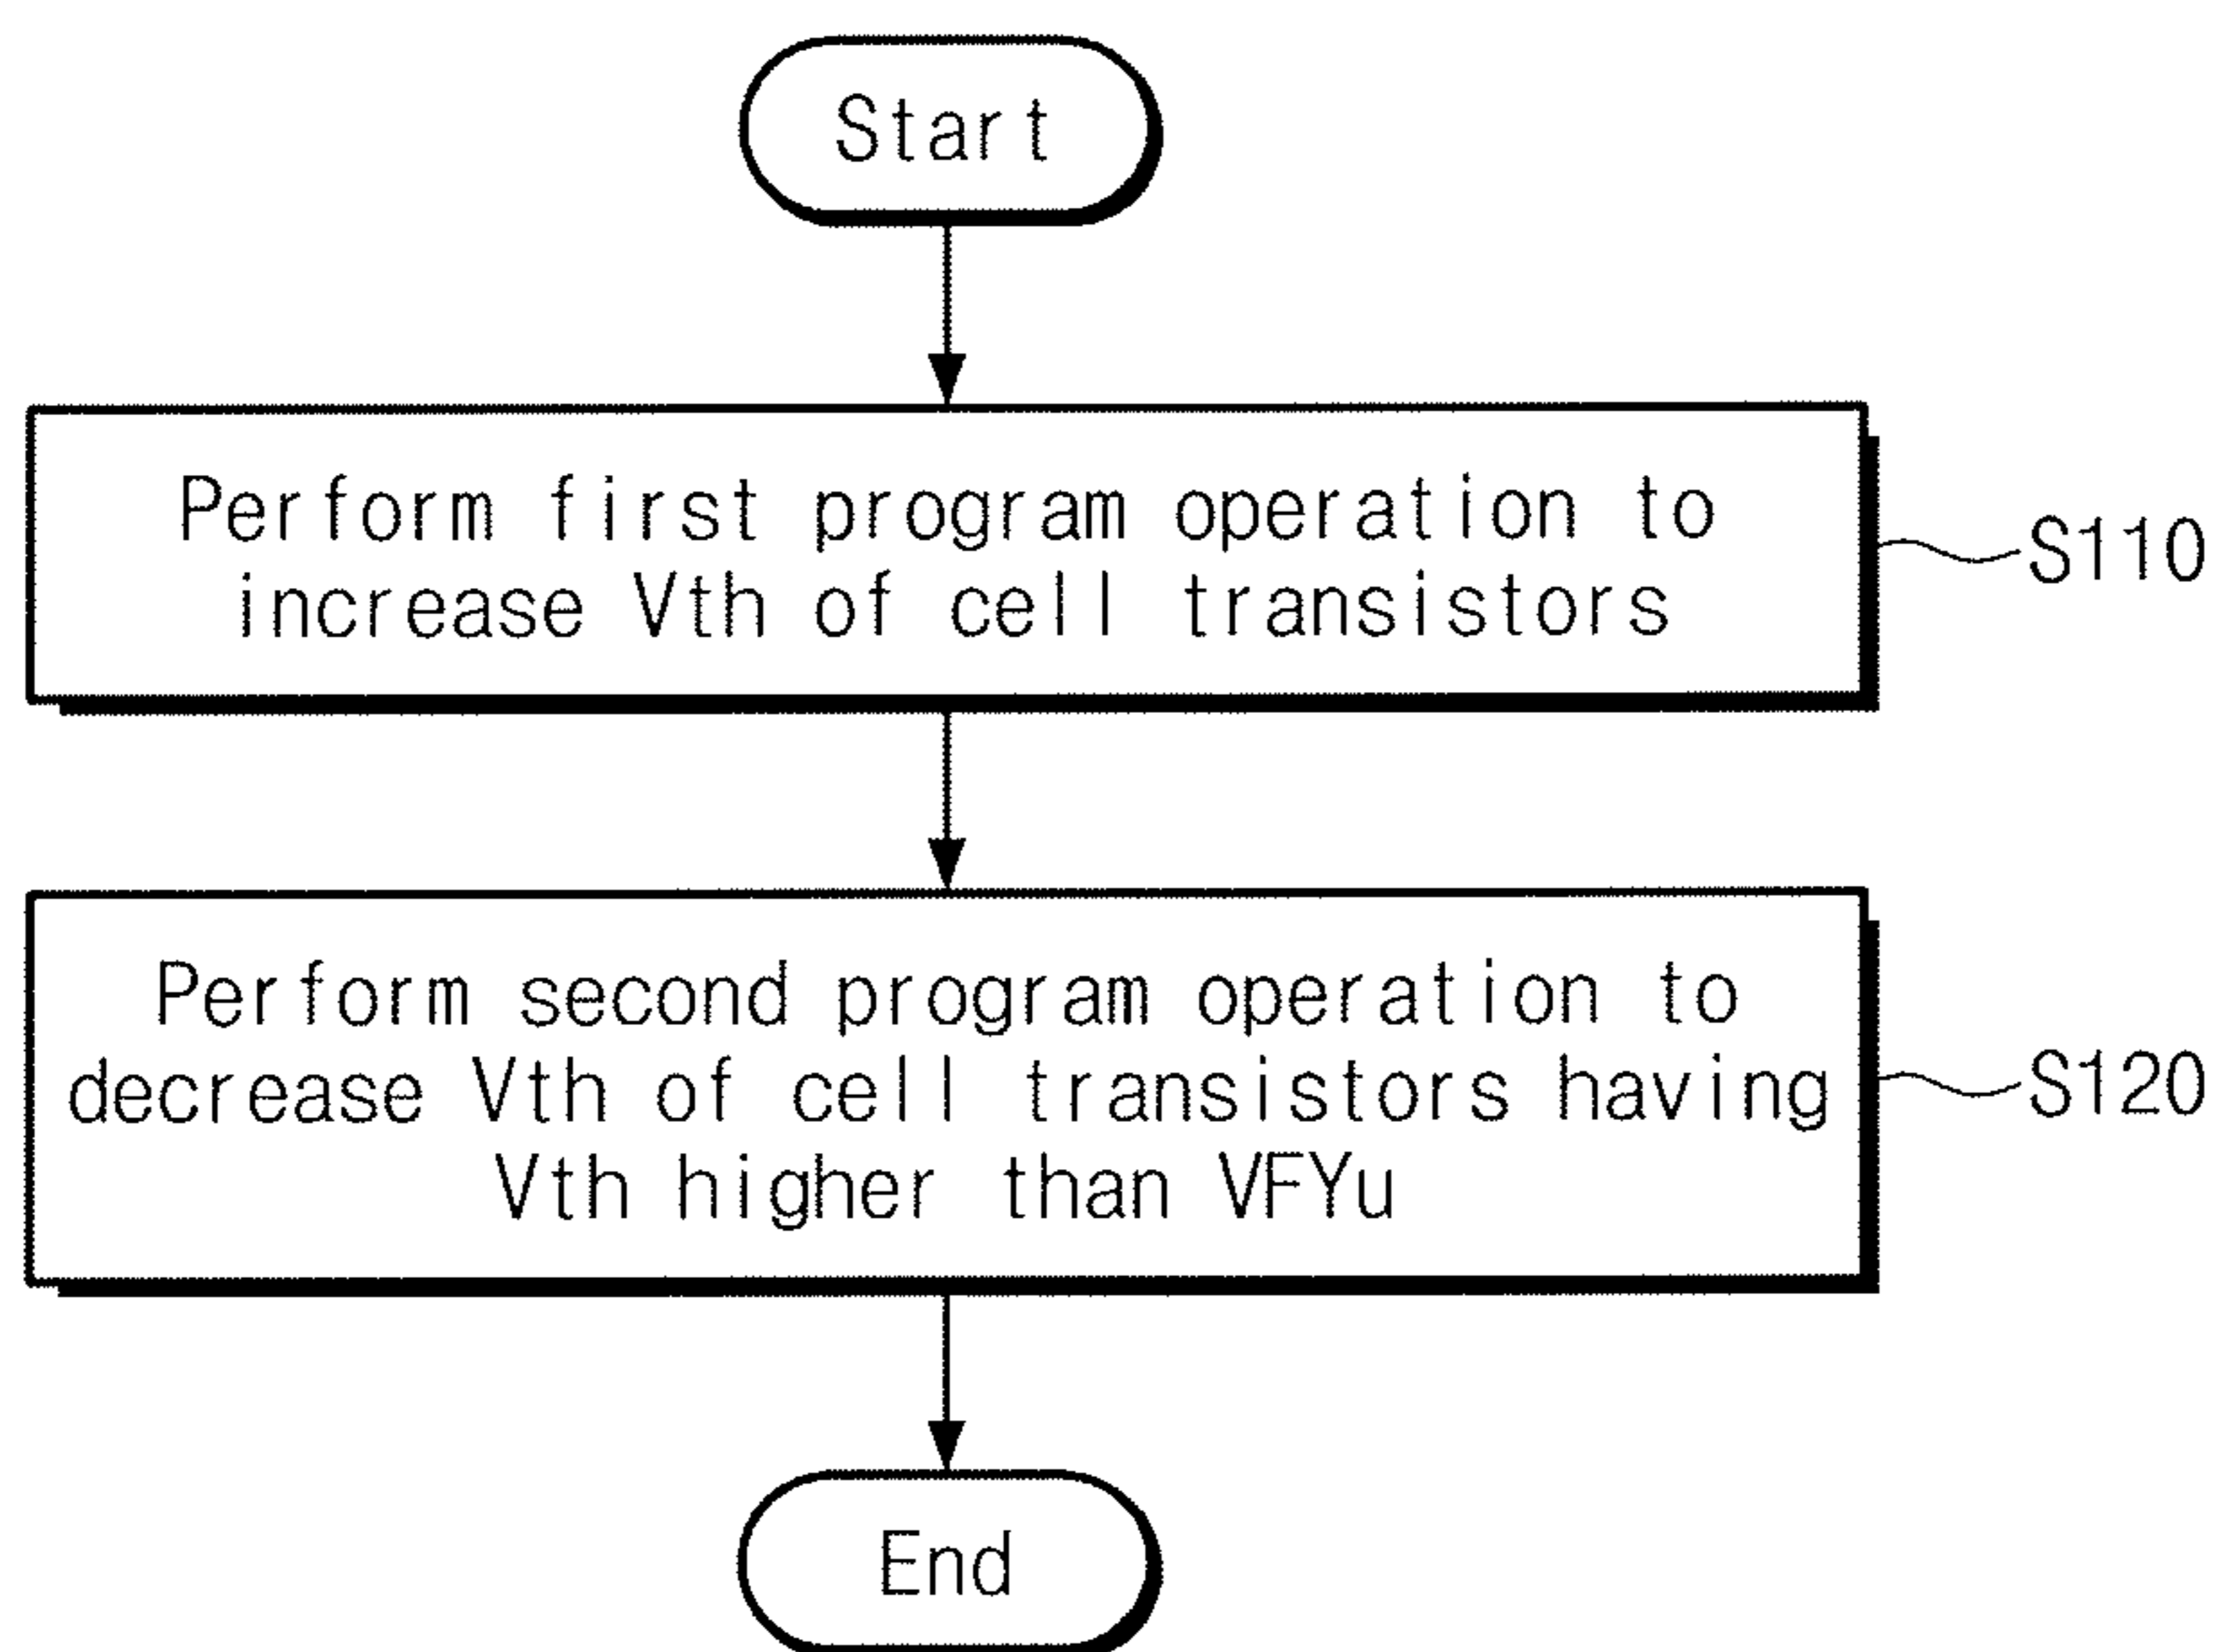 Start
Perform first program operation to
increase Vth of cell transistors
S110
Perform second program operation to
decrease Vth of cell transistors having
Vth higher than VFYu
S120
End